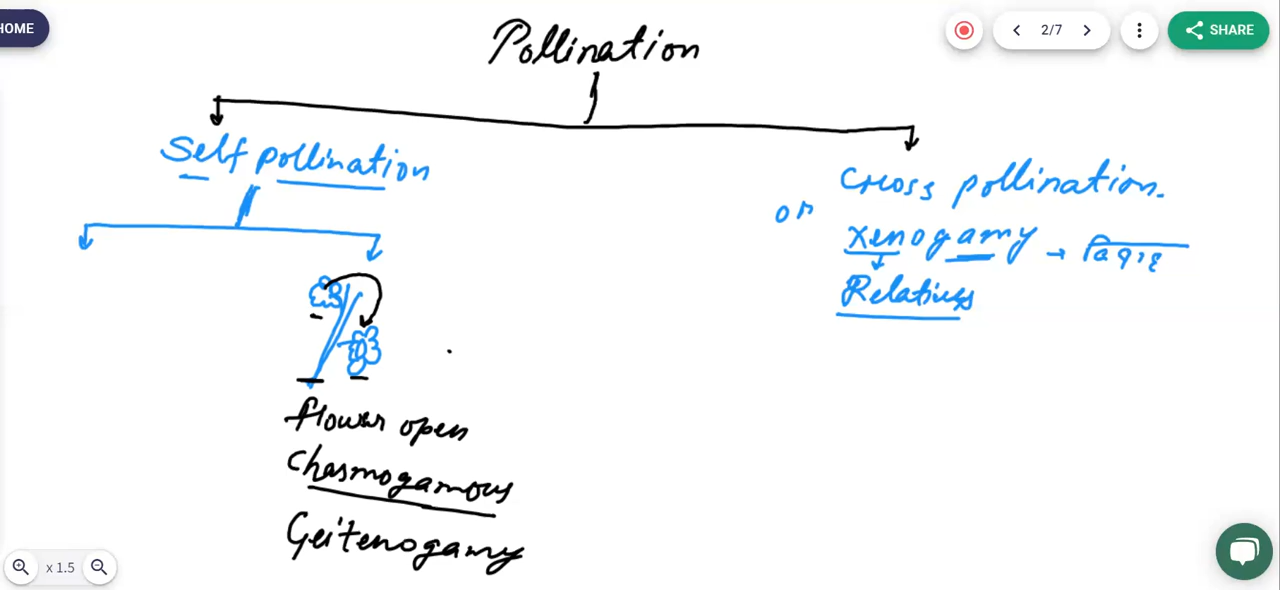 HOME
Pollination
2/7
SHARE
Self pollination
Cross pollination.
or
Xenogamy →
Relatives
flower open
Chasmogamous
Geitenogamy
x 1.5